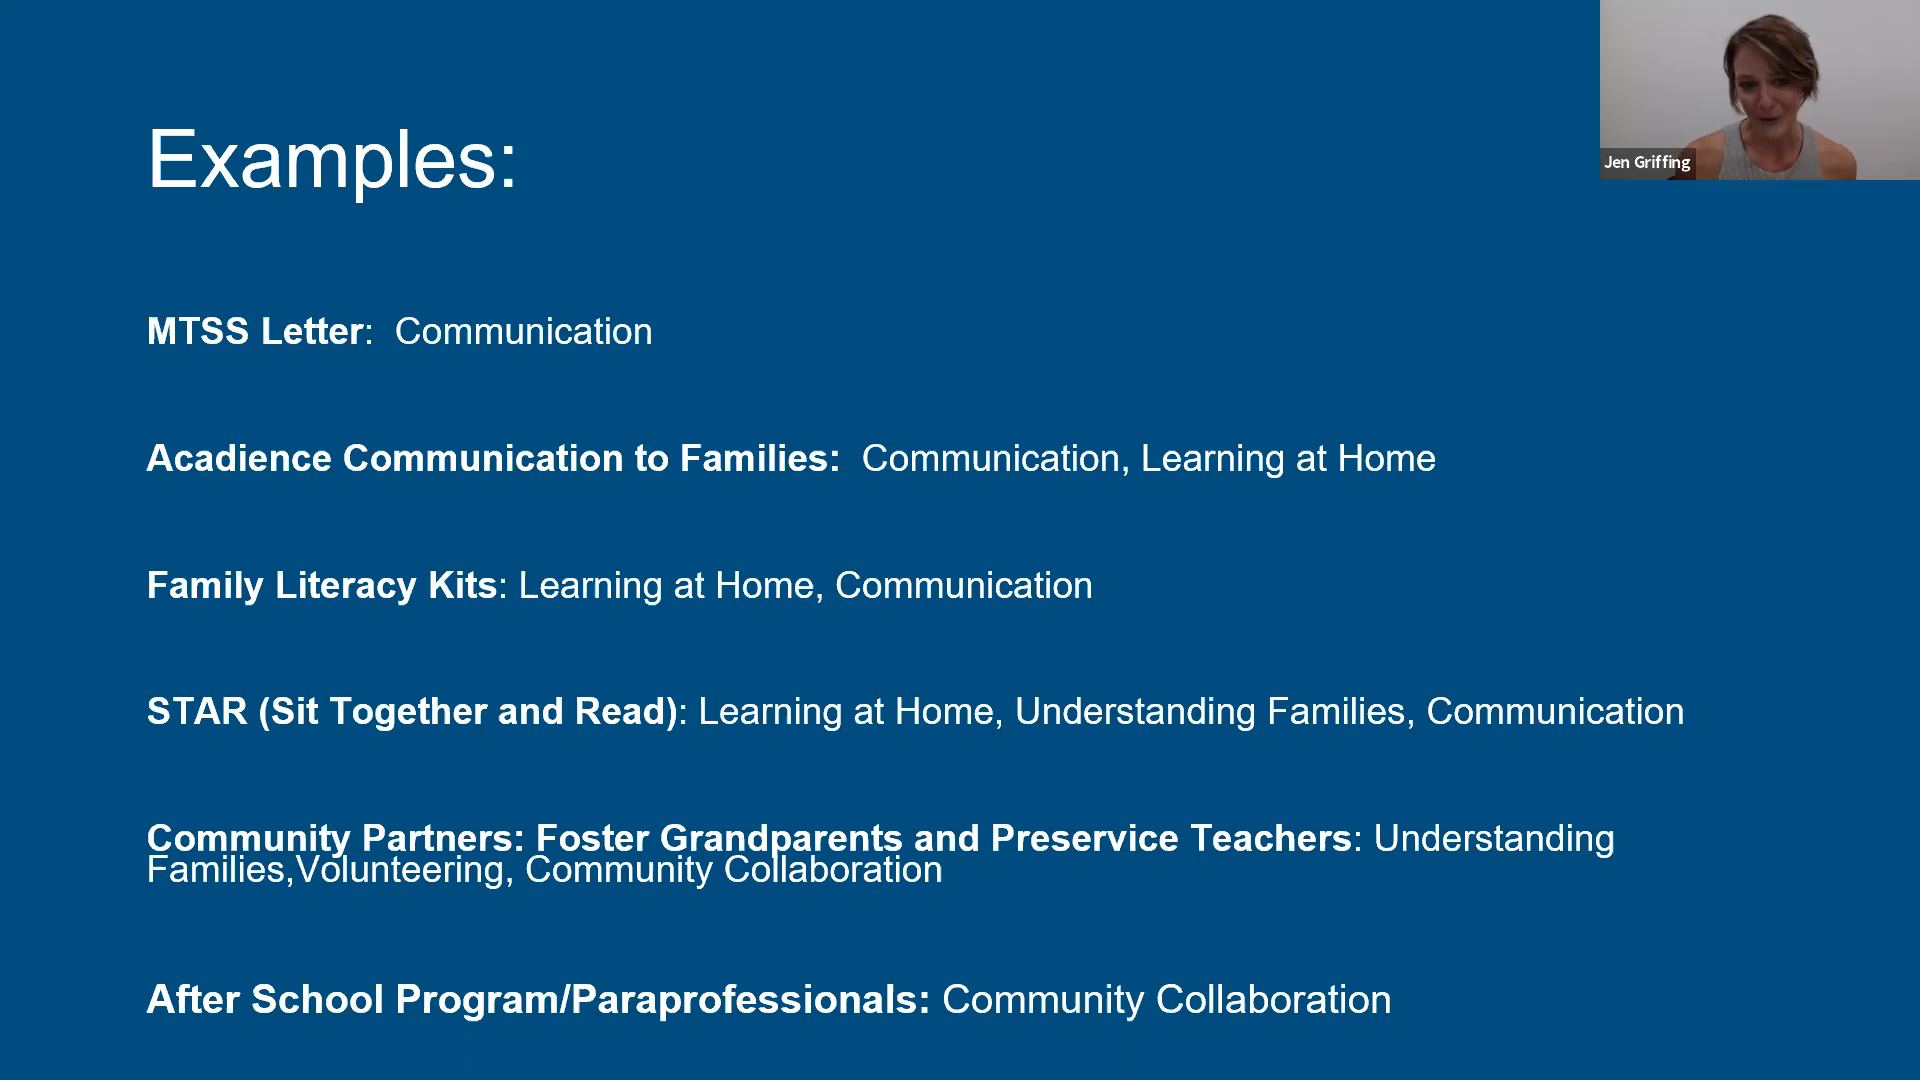 Examples:
Jen Griffing
MTSS Letter:  Communication
Acadience Communication to Families:  Communication, Learning at Home
Family Literacy Kits: Learning at Home, Communication
STAR (Sit Together and Read): Learning at Home, Understanding Families, Communication
Community Partners: Foster Grandparents and Preservice Teachers: Understanding
Families,Volunteering, Community Collaboration
After School Program/Paraprofessionals: Community Collaboration